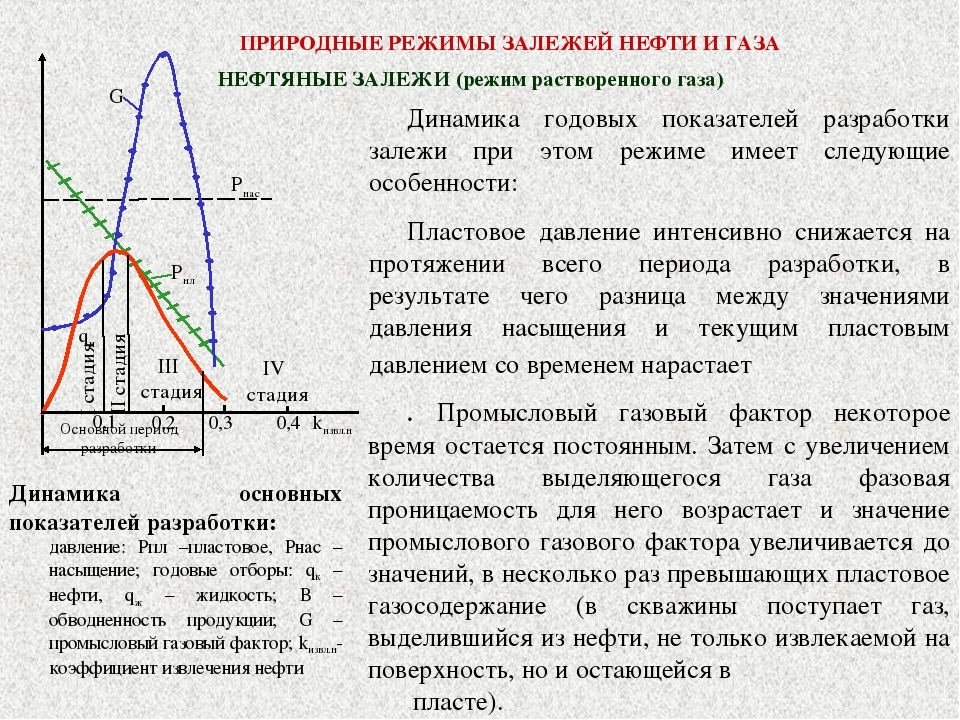 ПРИРОДНЫЕ РЕЖИМЫ ЗАЛЕЖЕЙ НЕФТИ И ГАЗА
НЕФТЯНЫЕ ЗАЛЕЖИ (режим растворенного газа)
G
Рнас
Рпл
q
стадия
II стадия
III
стадия
IV
стадия
0,1 0,2 0,3 0,4 kизвл.н
Основной период
разработки
Динамика основных
показателей разработки:
давление: Рпл –пластовое, Рнас –
насыщение; годовые отборы: qк –
нефти, qж – жидкость; В –
обводненность продукции; G –
промысловый газовый фактор; kизвл.н-
коэффициент извлечения нефти
Динамика годовых показателей разработки
залежи при этом режиме имеет следующие
особенности:
Пластовое давление интенсивно снижается на
протяжении всего периода разработки, в
результате чего разница между значениями
давления насыщения и текущим пластовым
давлением со временем нарастает
. Промысловый газовый фактор некоторое
время остается постоянным. Затем с увеличением
количества выделяющегося газа фазовая
проницаемость для него возрастает и значение
промыслового газового фактора увеличивается до
значений, в несколько раз превышающих пластовое
газосодержание (в скважины поступает газ,
выделившийся из нефти, не только извлекаемой на
поверхность, но и остающейся в
пласте).